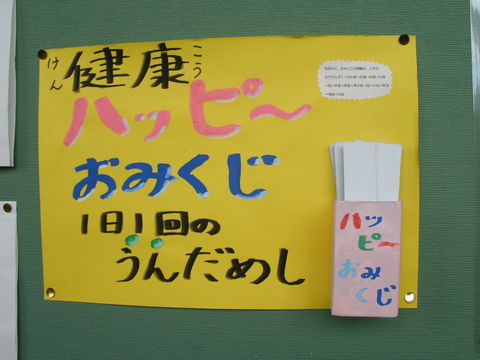 けん 健康 こう
ハッピ〜
おみくじ
1日1回の
うんだめし
ハッ
ピ〜
おみ
くじ